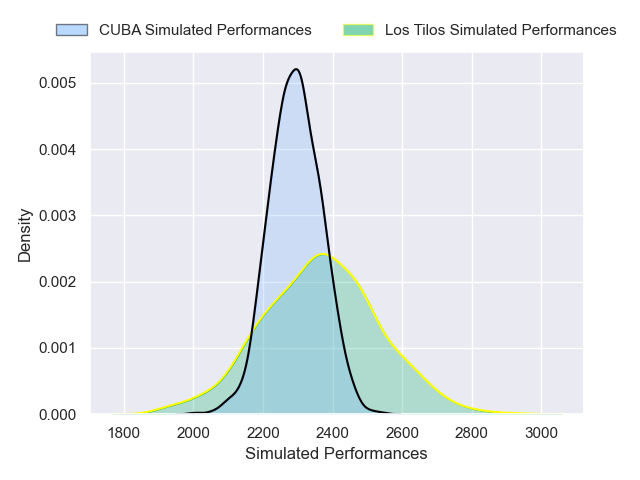 CUBA Simulated Performances
Los Tilos Simulated Performances
0.005
0.004
0.003
0.002
0.001
0.000
Density
1800 2000 2200 2400 2600 2800 3000
Simulated Performances